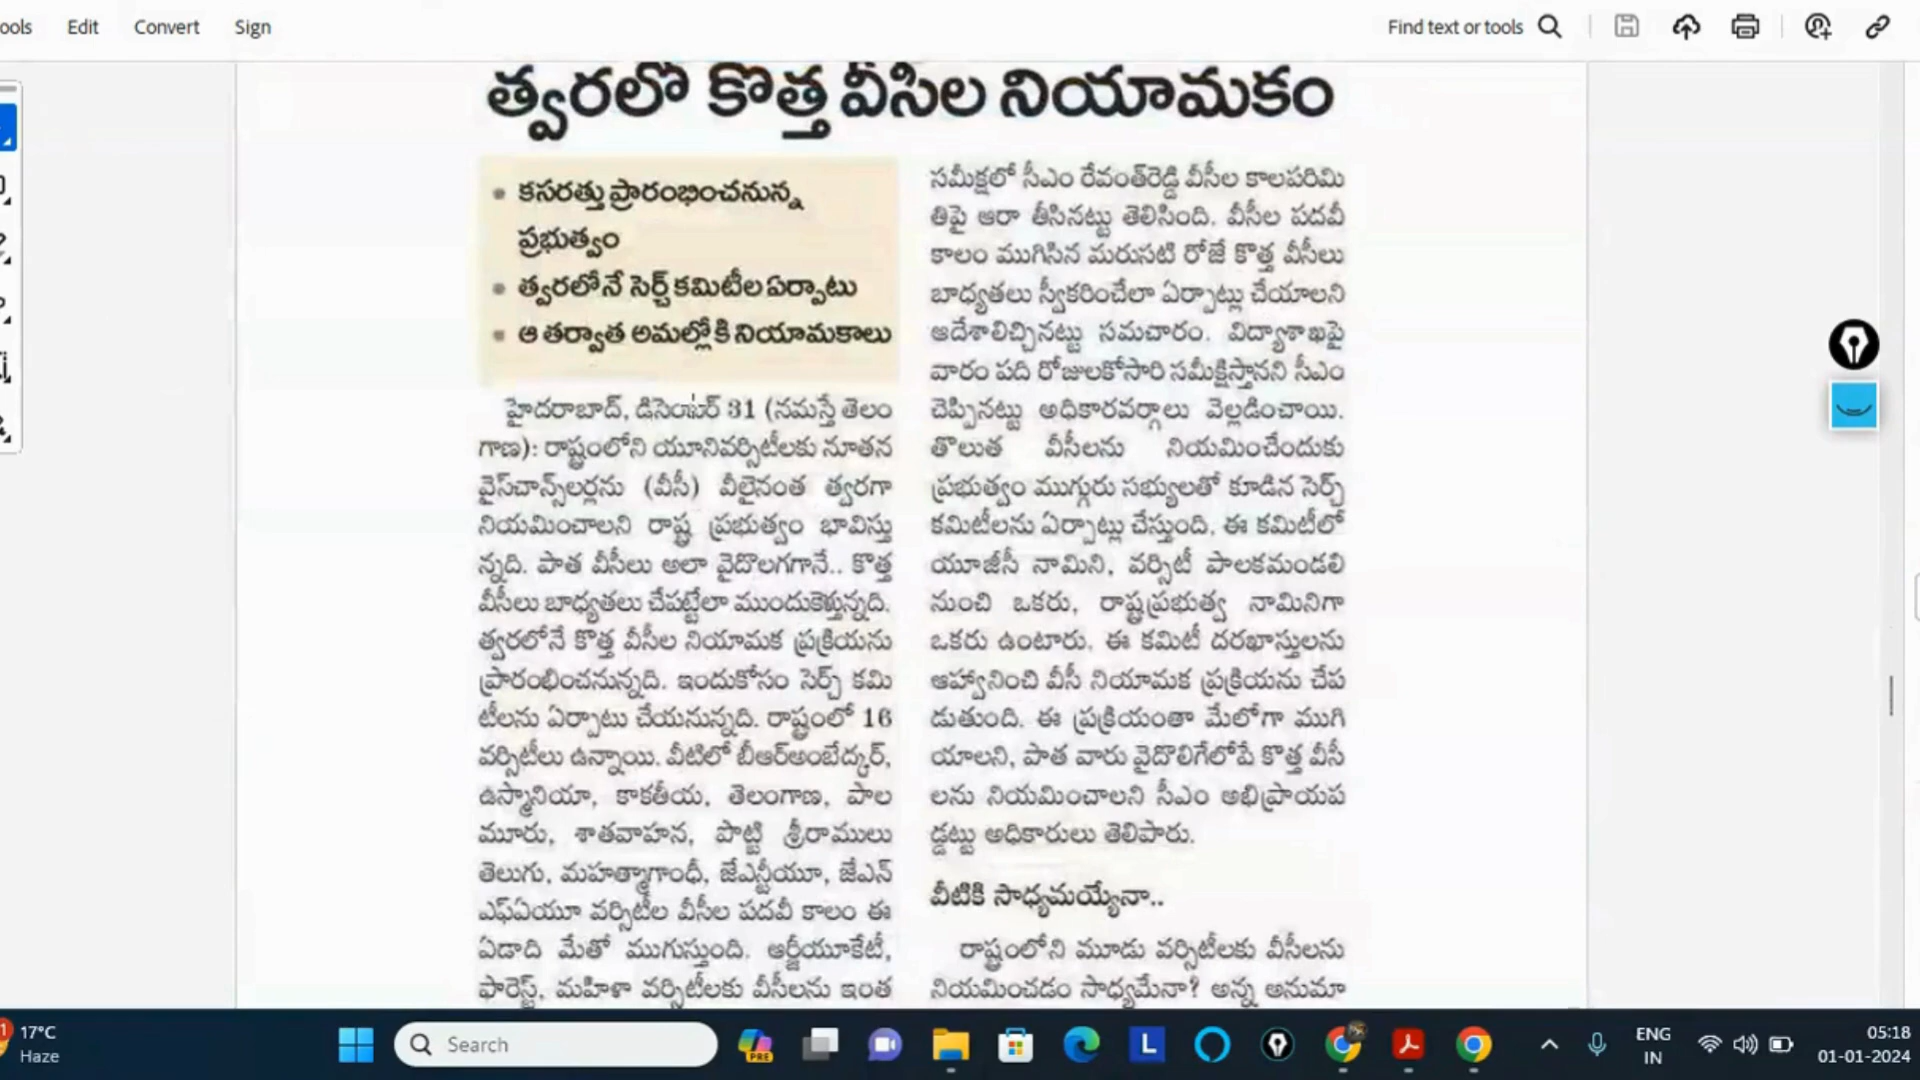 ools Edit Convert Sign Find text or tools
త్వరలో కొత్త వీసీల నియామకం
• కసరత్తు ప్రారంభించనున్న
ప్రభుత్వం
• త్వరలోనే సెర్చ్ కమిటీల ఏర్పాటు
• ఆ తర్వాత అమల్లోకి నియామకాలు
హైదరాబాద్, డిసెంబర్ 31 (నమస్తే తెలం
గాణ): రాష్ట్రంలోని యూనివర్సిటీలకు నూతన
వైస్‌చాన్స్‌లర్లను (వీసీ) వీలైనంత త్వరగా
నియమించాలని రాష్ట్ర ప్రభుత్వం భావిస్తు
న్నది. పాత వీసీలు అలా వైదొలగగానే.. కొత్త
వీసీలు బాధ్యతలు చేపట్టేలా ముందుకెళ్తున్నది.
త్వరలోనే కొత్త వీసీల నియామక ప్రక్రియను
ప్రారంభించనున్నది. ఇందుకోసం సెర్చ్ కమి
టీలను ఏర్పాటు చేయనున్నది. రాష్ట్రంలో 16
వర్సిటీలు ఉన్నాయి. వీటిలో బీఆర్అంబేద్కర్,
ఉస్మానియా, కాకతీయ, తెలంగాణ, పాల
మూరు, శాతవాహన, పొట్టి శ్రీరాములు
తెలుగు, మహత్మాగాంధీ, జేఎన్టీయూ, జేఎన్
ఎఫ్ఏయూ వర్సిటీల వీసీల పదవీ కాలం ఈ
ఏడాది మేతో ముగుస్తుంది. ఆర్జీయూకేటీ,
ఫారెస్ట్, మహిళా వర్సిటీలకు వీసీలను ఇంత
సమీక్షలో సీఎం రేవంత్‌రెడ్డి వీసీల కాలపరిమి
తిపై ఆరా తీసినట్టు తెలిసింది. వీసీల పదవీ
కాలం ముగిసిన మరుసటి రోజే కొత్త వీసీలు
బాధ్యతలు స్వీకరించేలా ఏర్పాట్లు చేయాలని
ఆదేశాలిచ్చినట్టు సమచారం. విద్యాశాఖపై
వారం పది రోజులకోసారి సమీక్షిస్తానని సీఎం
చెప్పినట్టు అధికారవర్గాలు వెల్లడించాయి.
తొలుత వీసీలను నియమించేందుకు
ప్రభుత్వం ముగ్గురు సభ్యులతో కూడిన సెర్చ్
కమిటీలను ఏర్పాట్లు చేస్తుంది. ఈ కమిటీలో
యూజీసీ నామిని, వర్సిటీ పాలకమండలి
నుంచి ఒకరు, రాష్ట్రప్రభుత్వ నామినిగా
ఒకరు ఉంటారు. ఈ కమిటీ దరఖాస్తులను
ఆహ్వానించి వీసీ నియామక ప్రక్రియను చేప
డుతుంది. ఈ ప్రక్రియంతా మేలోగా ముగి
యాలని, పాత వారు వైదొలిగేలోపే కొత్త వీసీ
లను నియమించాలని సీఎం అభిప్రాయప
డ్డట్టు అధికారులు తెలిపారు.
వీటికి సాధ్యమయ్యేనా..
రాష్ట్రంలోని మూడు వర్సిటీలకు వీసీలను
నియమించడం సాధ్యమేనా? అన్న అనుమా
17°C
Haze
Search
PRE
ENG
IN
05:18
01-01-2024